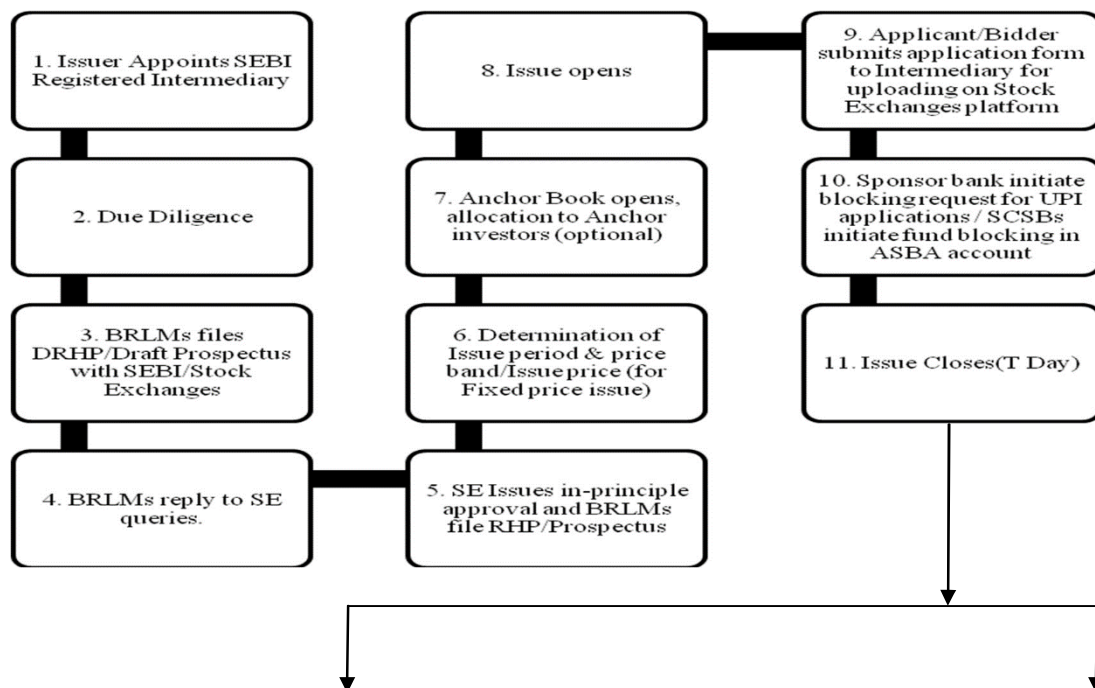 1. Issuer Appoints SEBI
Registered Intermediary
2. Due Diligence
3. BRLMs files
DRHP/Draft Prospectus
with SEBI/Stock
Exchanges
4. BRLMs reply to SE
queries.
5. SE Issues in-principle
approval and BRLMs
file RHP/Prospectus
6. Determination of
Issue period & price
band/Issue price (for
Fixed price issue)
7. Anchor Book opens,
allocation to Anchor
investors (optional)
8. Issue opens
9. Applicant/Bidder
submits application form
to Intermediary for
uploading on Stock
Exchanges platform
10. Sponsor bank initiate
blocking request for UPI
applications / SCSBs
initiate fund blocking in
ASBA account
11. Issue Closes(T Day)